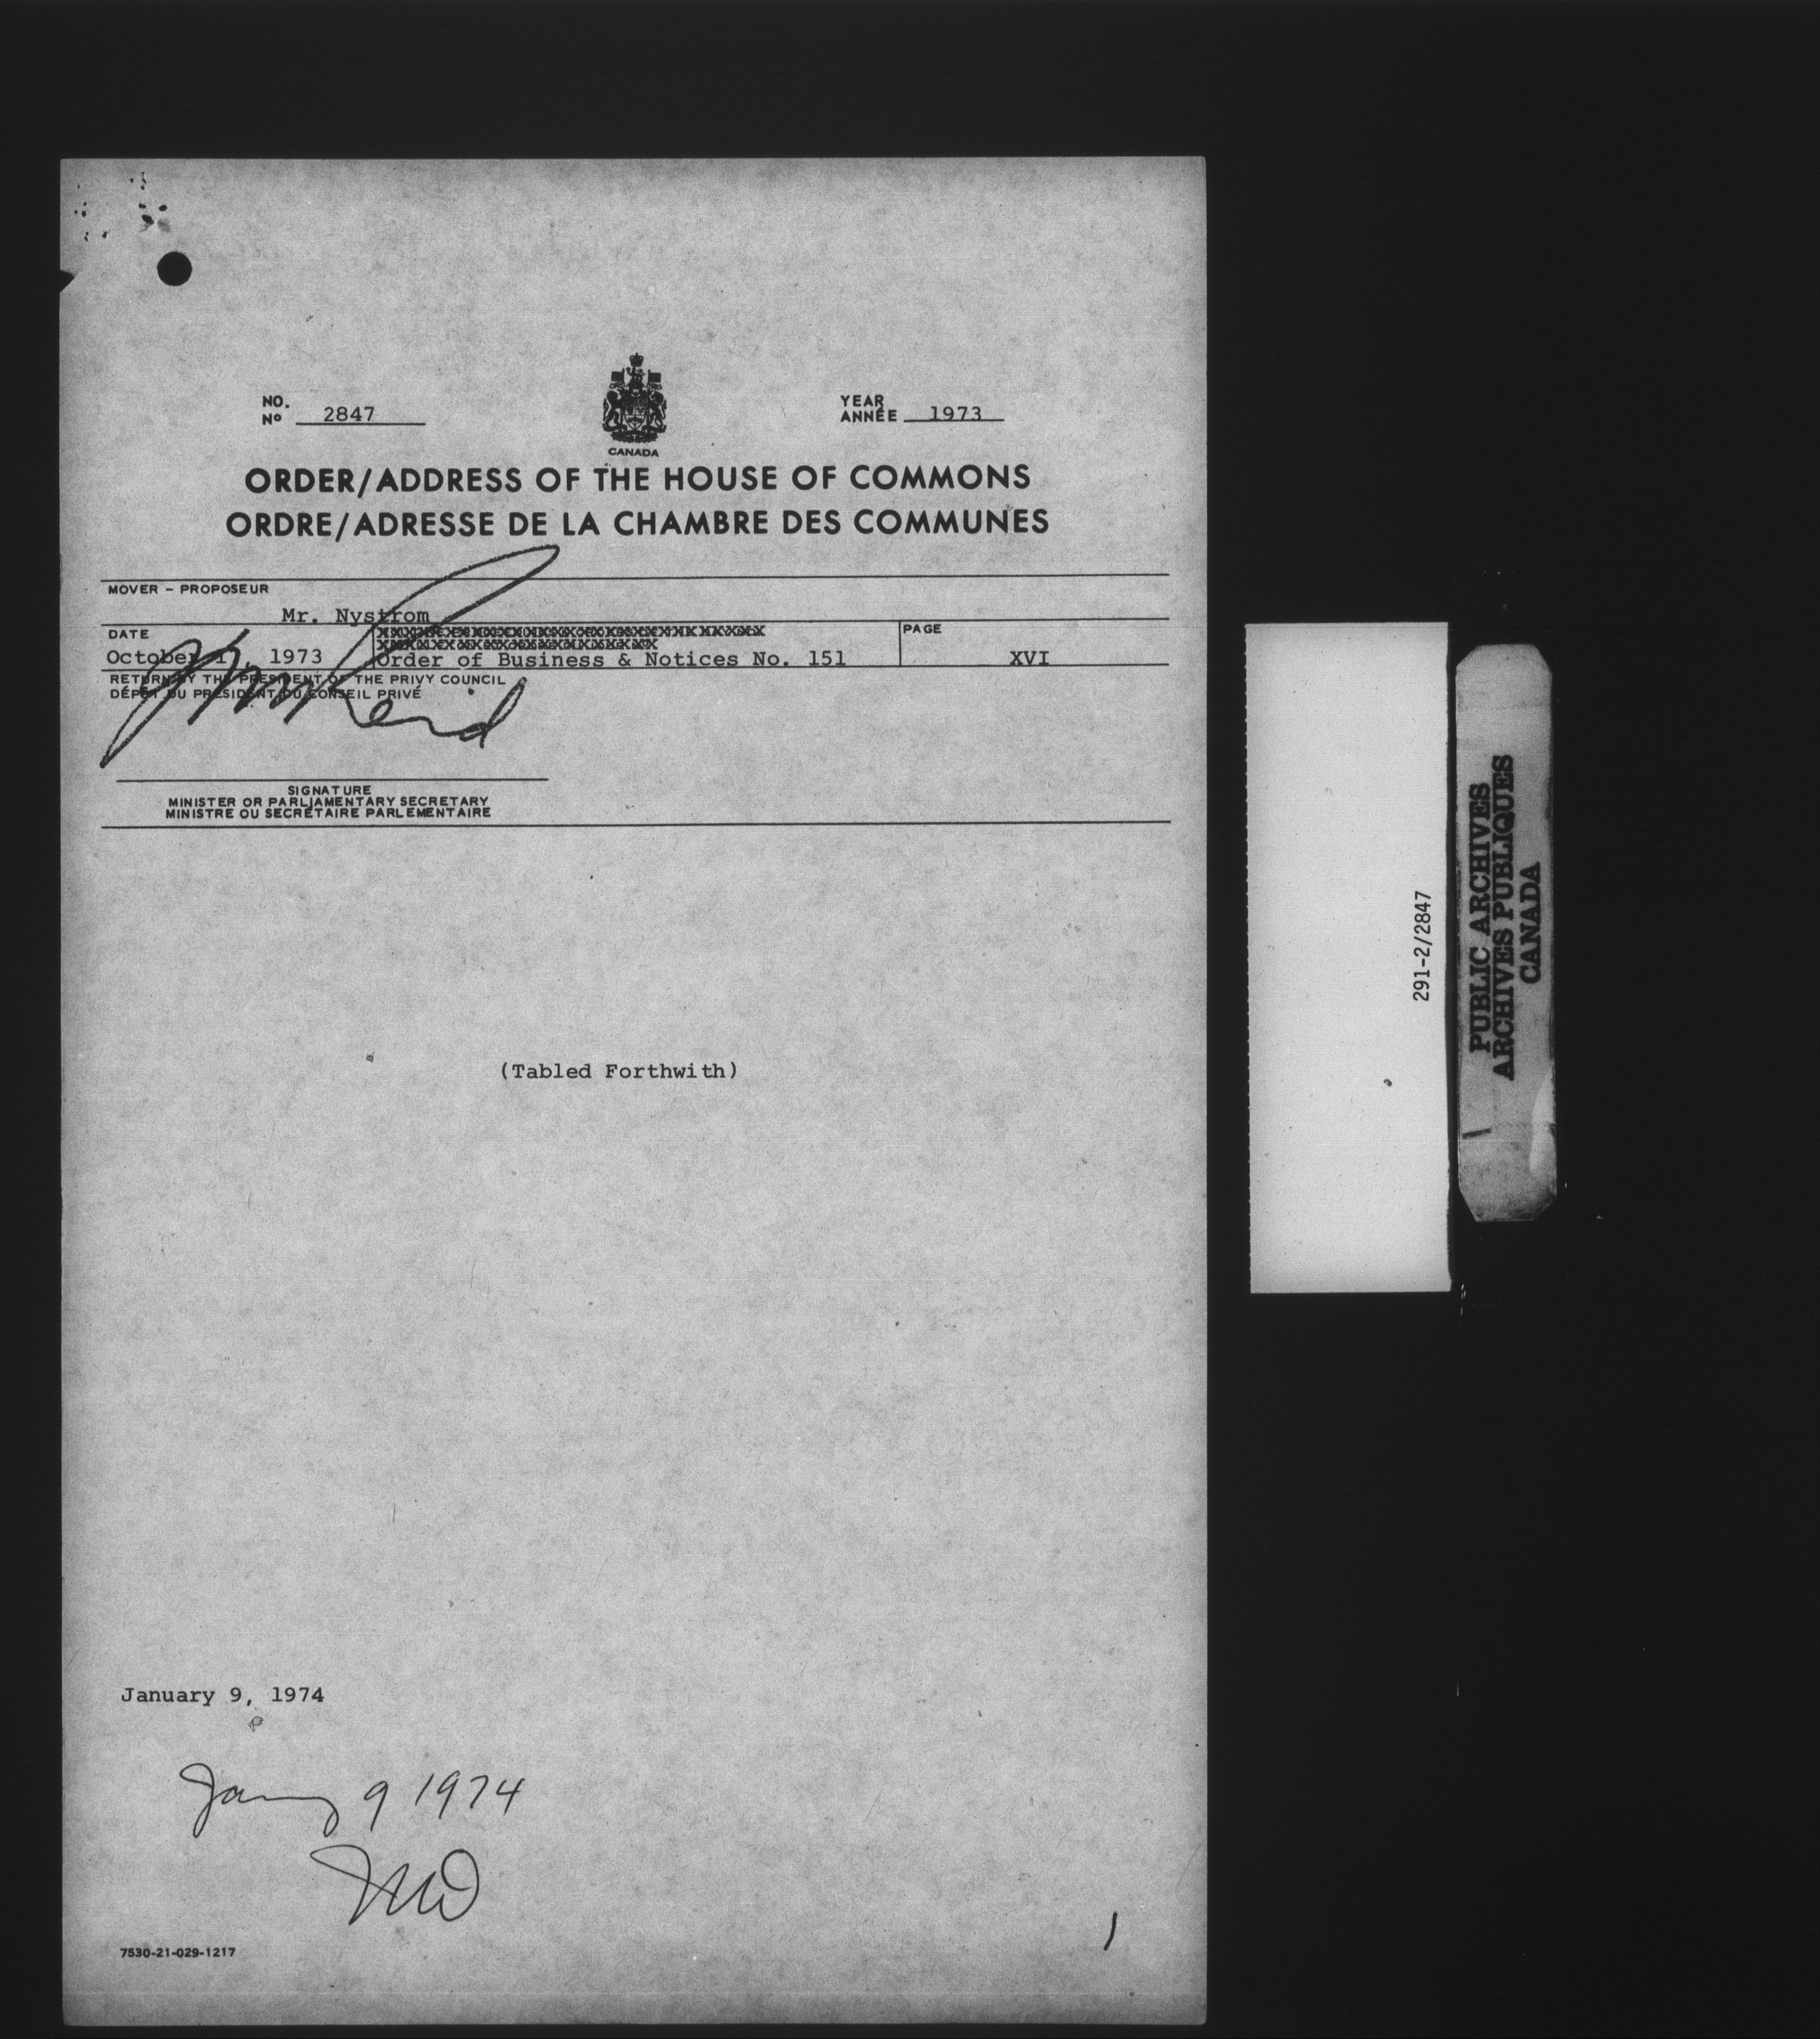 NO.
Nº 2847
YEAR
ANNÉE 1973
CANADA
ORDER/ADDRESS OF THE HOUSE OF COMMONS
ORDRE/ADRESSE DE LA CHAMBRE DES COMMUNES
MOVER – PROPOSEUR
Mr. Nystrom
DATE
October , 1973
Order of Business & Notices No. 151
PAGE
XVI
RETURN BY THE PRESIDENT OF THE PRIVY COUNCIL
DÉPÔT DU PRÉSIDENT DU CONSEIL PRIVÉ
Reid
SIGNATURE
MINISTER OR PARLIAMENTARY SECRETARY
MINISTRE OU SECRÉTAIRE PARLEMENTAIRE
(Tabled Forthwith)
January 9, 1974
January 9 1974
7530-21-029-1217
1
291-2/2847
PUBLIC ARCHIVES
ARCHIVES PUBLIQUES
CANADA